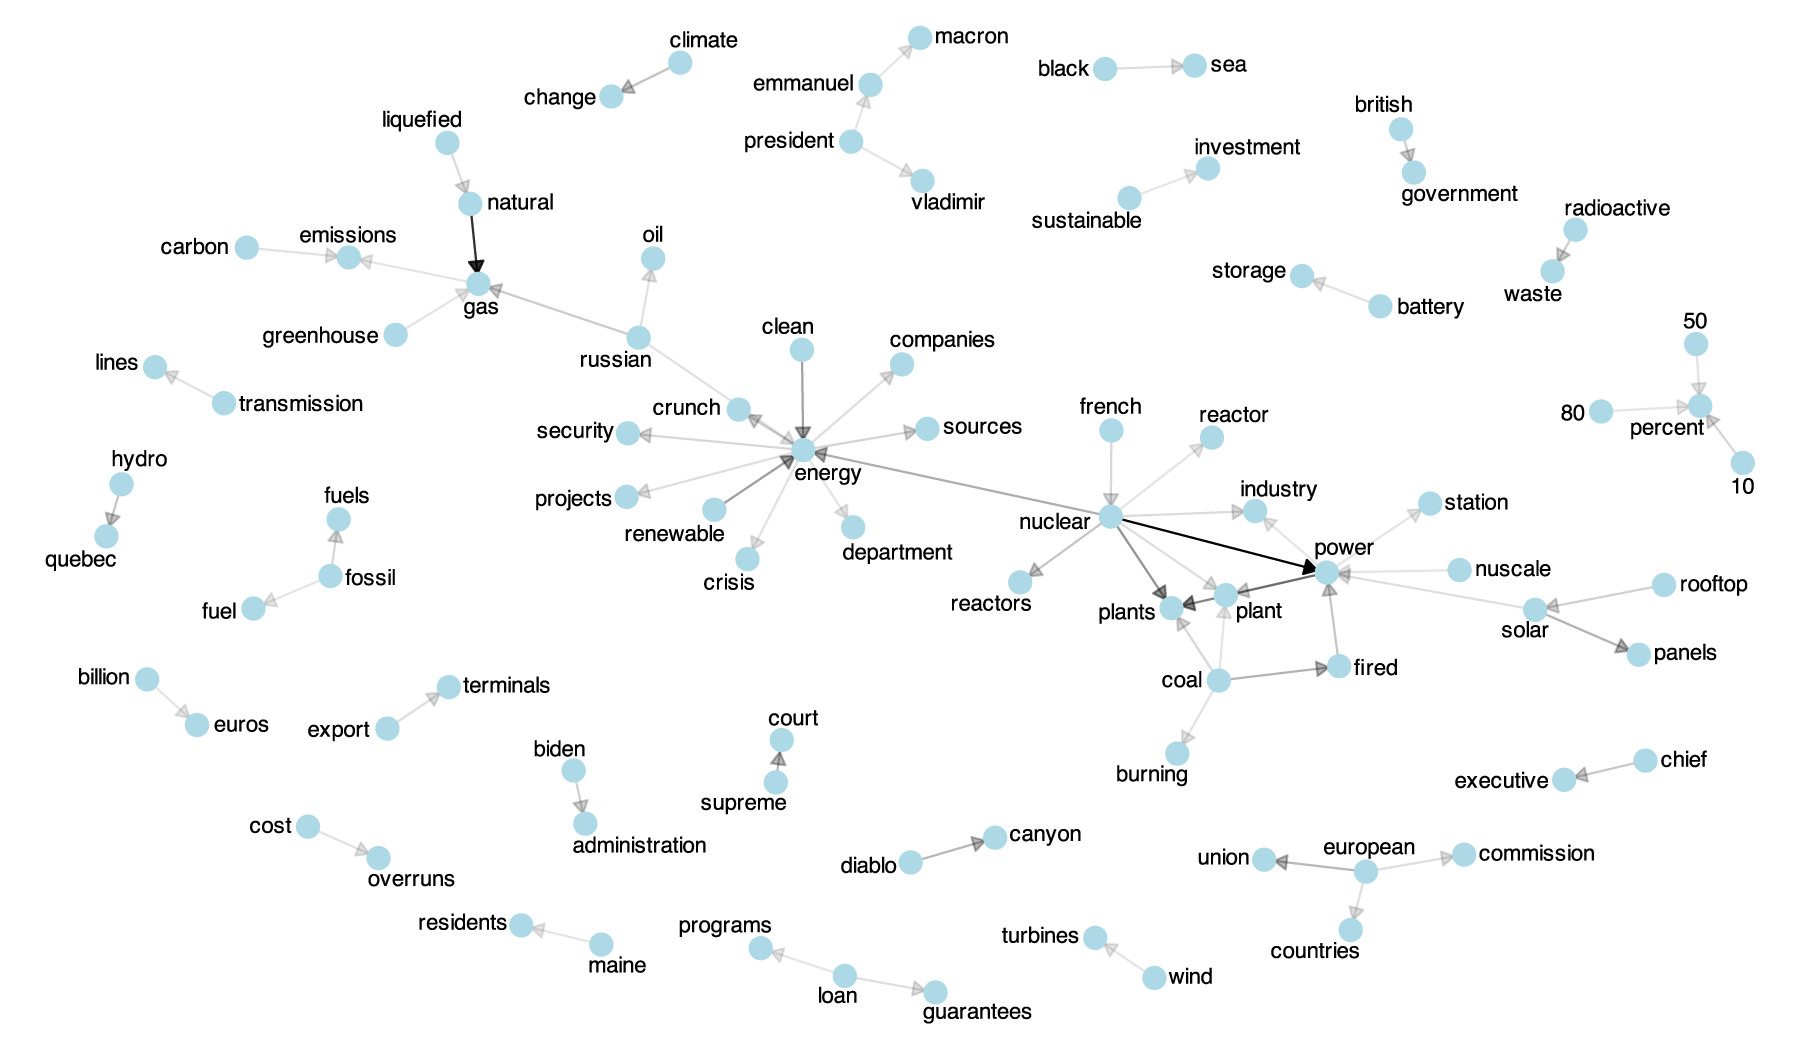 macron
climate
black
sea
emmanuel
change
british
liquefied
president
investment
natural
vladimir
government
sustainable
radioactive
carbon
emissions
oil
storage
waste
gas
battery
50
clean
greenhouse
companies
russian
lines
transmission
crunch
french
reactor
80
percent
security
sources
hydro
energy
10
fuels
projects
industry
station
renewable
nuclear
quebec
department
power
crisis
nuscale
fossil
reactors
rooftop
fuel
plants
plant
solar
panels
billion
terminals
coal
fired
euros
export
court
biden
burning
chief
executive
supreme
cost
administration
canyon
diablo
union
european
commission
overruns
residents
programs
turbines
countries
maine
wind
loan
guarantees